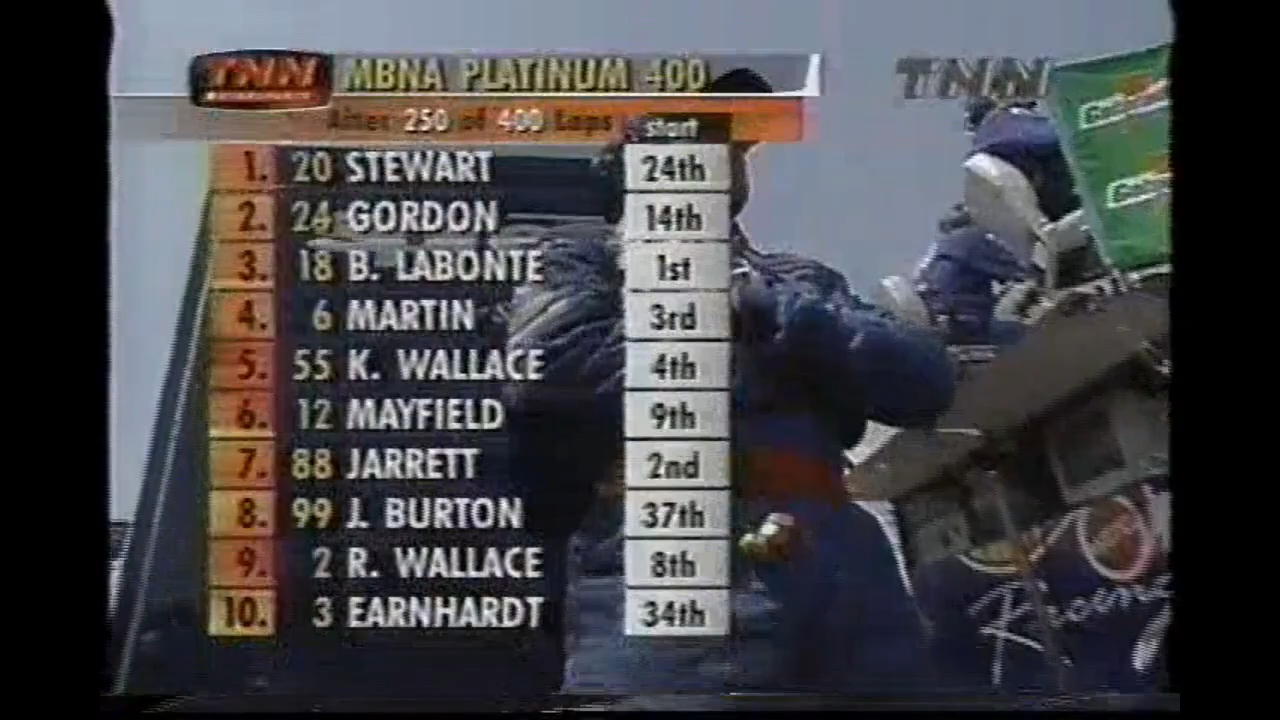 TNN MBNA PLATINUM 400
TNN
After 250 of 400 Laps start
1. 20 STEWART 24th
2. 24 GORDON 14th
3. 18 B. LABONTE 1st
4. 6 MARTIN 3rd
5. 55 K. WALLACE 4th
6. 12 MAYFIELD 9th
7. 88 JARRETT 2nd
8. 99 J. BURTON 37th
9. 2 R. WALLACE 8th
10. 3 EARNHARDT 34th
Racing